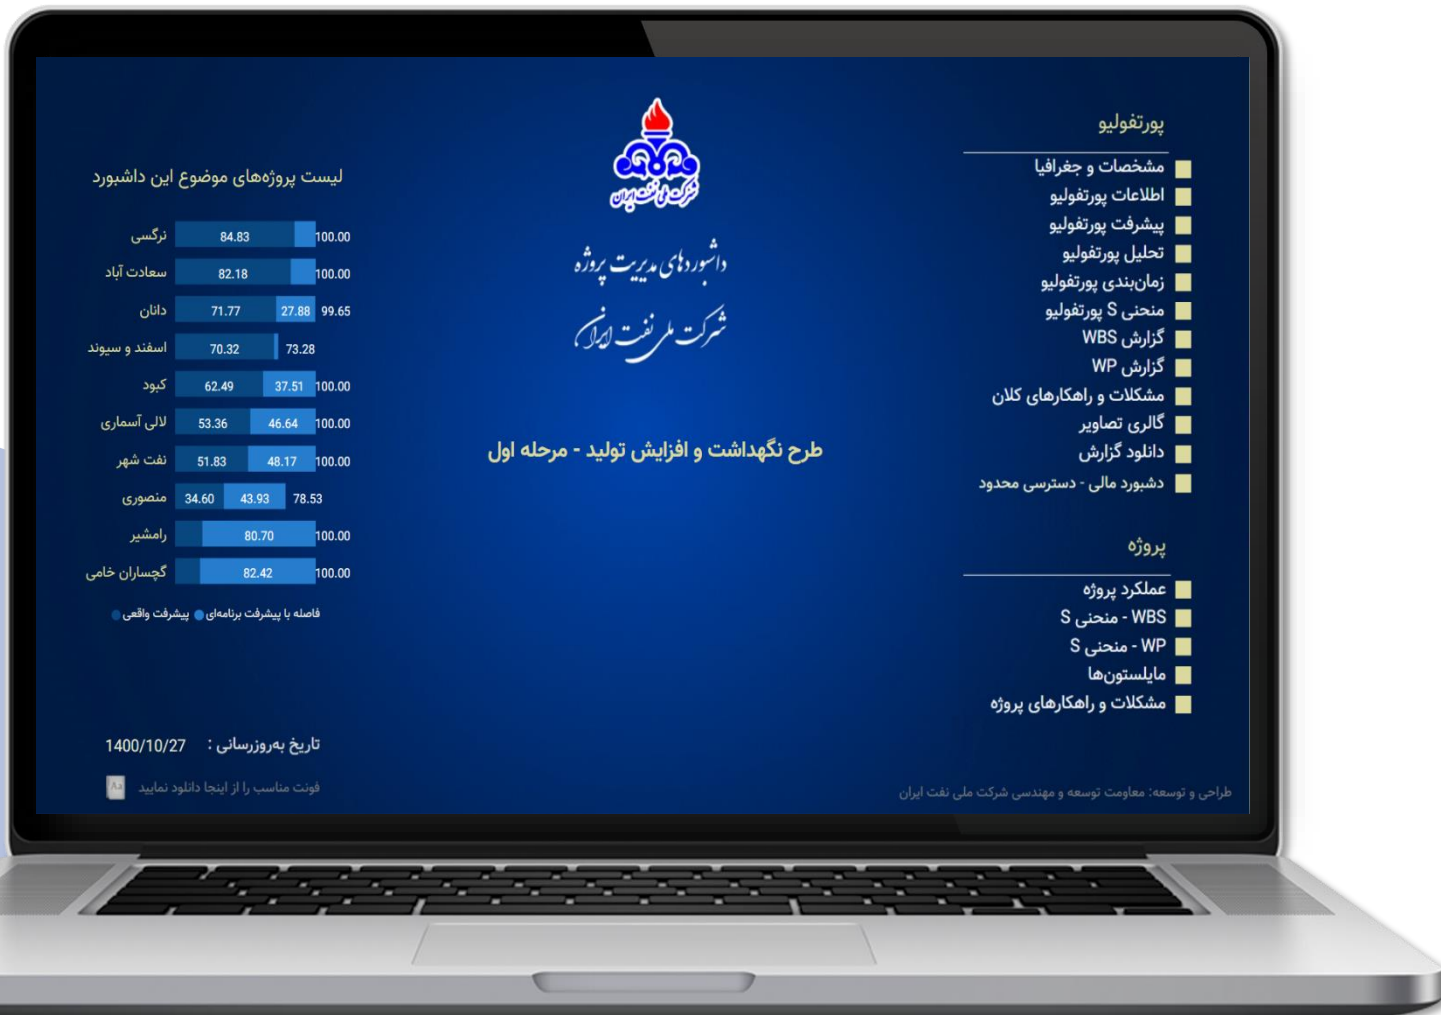 پورتفولیو
مشخصات و جغرافیا
اطلاعات پورتفولیو
پیشرفت پورتفولیو
تحلیل پورتفولیو
زمان‌بندی پورتفولیو
منحنی S پورتفولیو
گزارش WBS
گزارش WP
مشکلات و راهکارهای کلان
گالری تصاویر
دانلود گزارش
دشبورد مالی - دسترسی محدود
پروژه
عملکرد پروژه
WBS - منحنی S
WP - منحنی S
مایلستون‌ها
مشکلات و راهکارهای پروژه
طراحی و توسعه: معاومت توسعه و مهندسی شرکت ملی نفت ایران
شرکت ملی نفت ایران
داشبوردهای مدیریت پروژه
شرکت ملی نفت ایران
طرح نگهداشت و افزایش تولید - مرحله اول
لیست پروژه‌های موضوع این داشبورد
نرگسی 84.83 100.00
سعادت آباد 82.18 100.00
دانان 71.77 27.88 99.65
اسفند و سیوند 70.32 73.28
کبود 62.49 37.51 100.00
لالی آسماری 53.36 46.64 100.00
نفت شهر 51.83 48.17 100.00
منصوری 34.60 43.93 78.53
رامشیر 80.70 100.00
گچساران خامی 82.42 100.00
فاصله با پیشرفت برنامه‌ای پیشرفت واقعی
تاریخ به‌روزرسانی : 1400/10/27
فونت مناسب را از اینجا دانلود نمایید